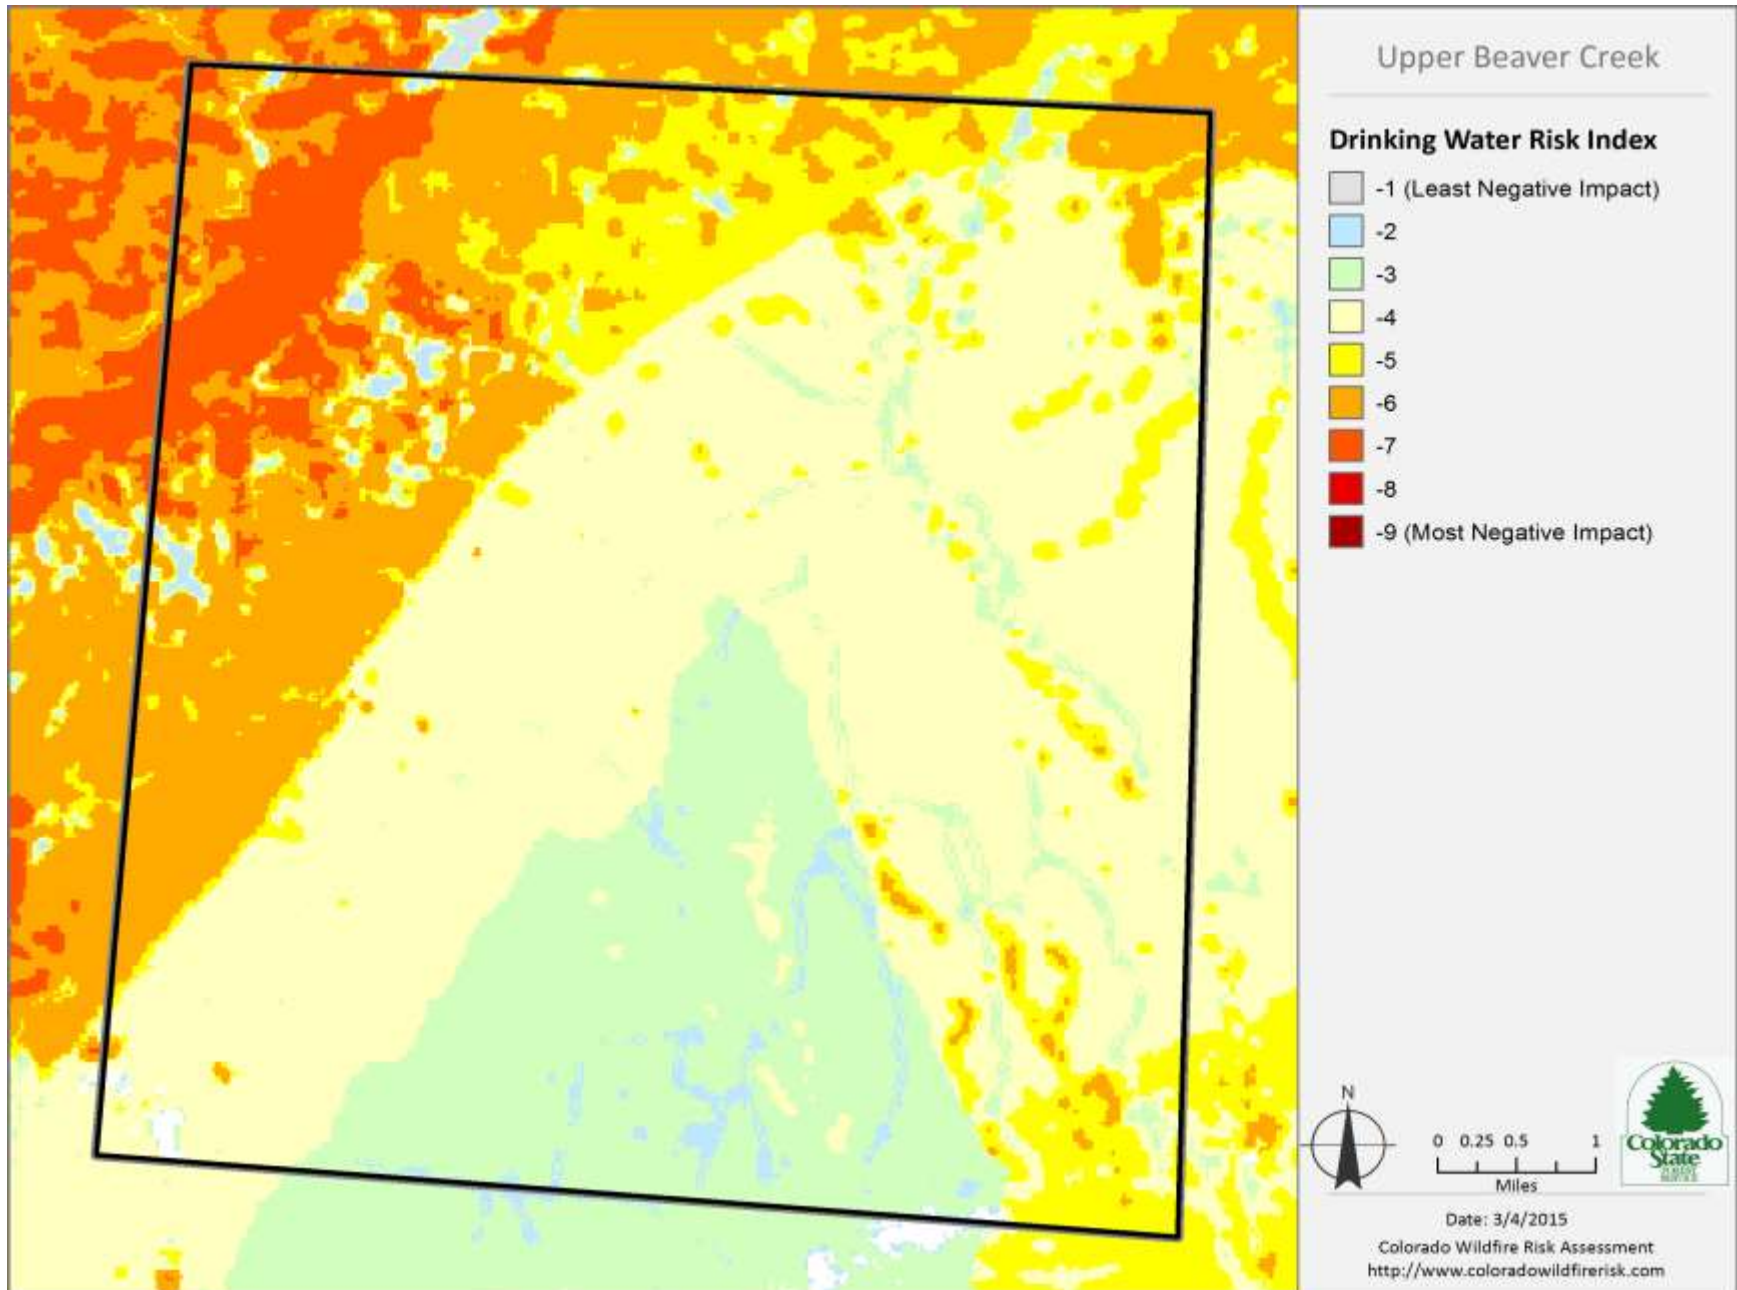 Upper Beaver Creek
Drinking Water Risk Index
-1 (Least Negative Impact)
-2
-3
-4
-5
-6
-7
-8
-9 (Most Negative Impact)
N
0 0.25 0.5 1
Miles
Colorado
State
Date: 3/4/2015
Colorado Wildfire Risk Assessment
http://www.coloradowildfirerisk.com